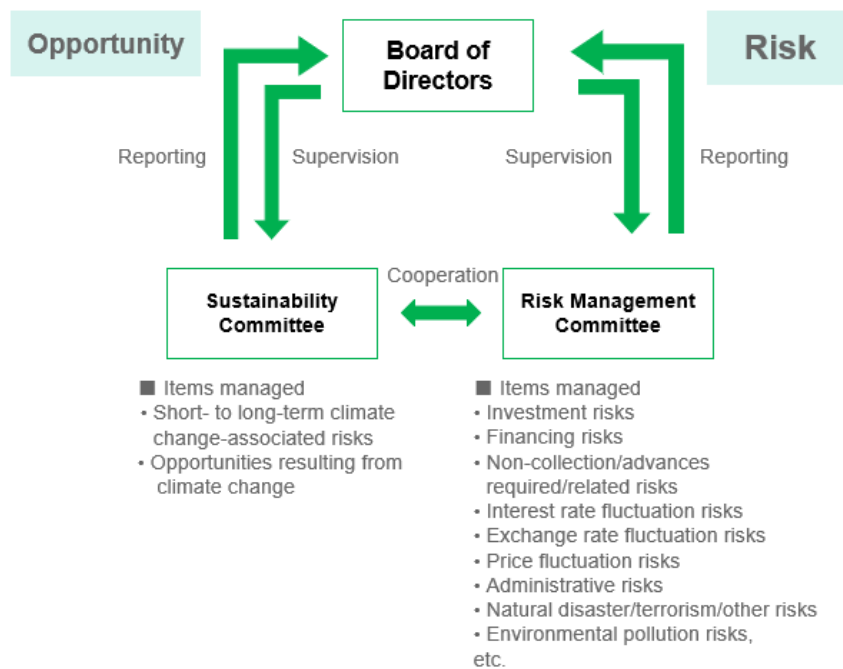 Opportunity
Board of
Directors
Risk
Reporting
Supervision
Supervision
Reporting
Cooperation
Sustainability
Committee
Risk Management
Committee
■ Items managed
• Short- to long-term climate
change-associated risks
• Opportunities resulting from
climate change
■ Items managed
• Investment risks
• Financing risks
• Non-collection/advances
required/related risks
• Interest rate fluctuation risks
• Exchange rate fluctuation risks
• Price fluctuation risks
• Administrative risks
• Natural disaster/terrorism/other risks
• Environmental pollution risks,
etc.